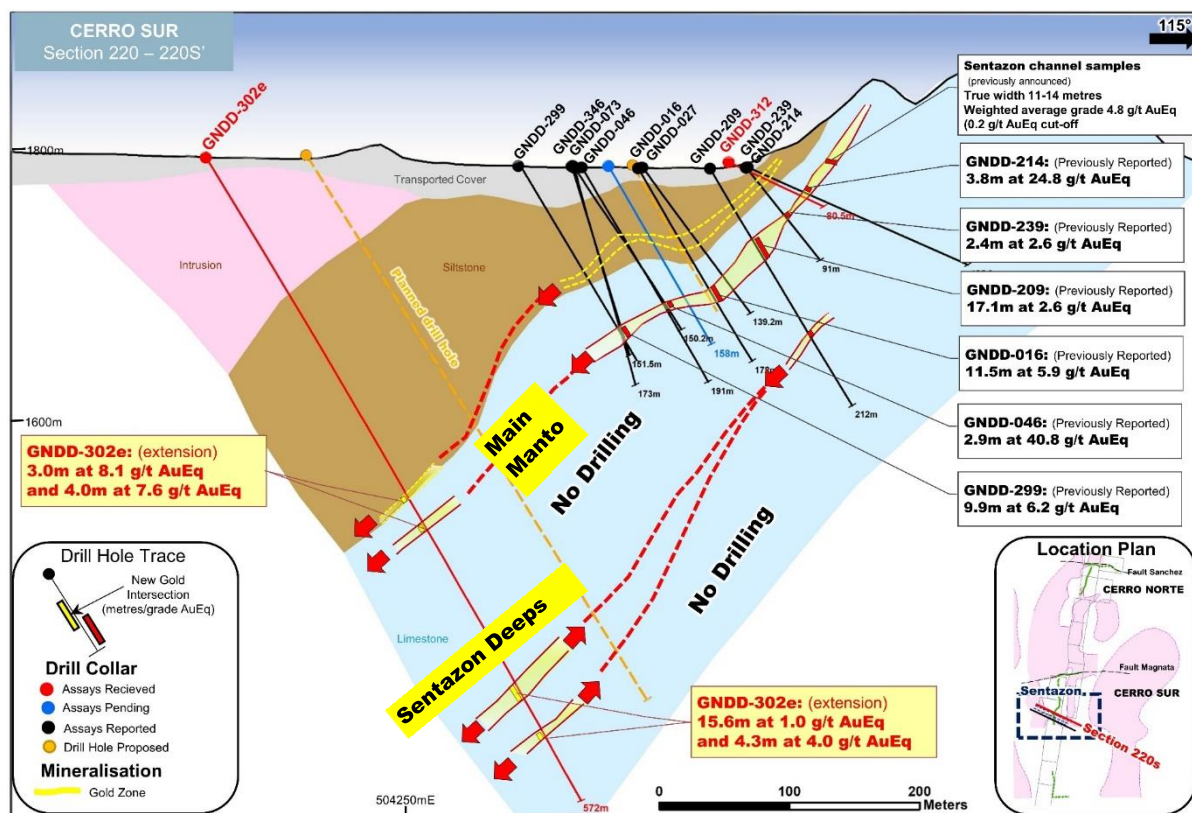 CERRO SUR
Section 220 – 220S'
115°
GNDD-302e
GNDD-299
GNDD-346
GNDD-073
GNDD-046
GNDD-016
GNDD-027
GNDD-209
GNDD-312
GNDD-239
GNDD-214
1800m
Transported Cover
Intrusion
Siltstone
Planned drill hole
80.5m
91m
139.2m
150.2m
158m
151.5m
178m
173m
191m
212m
1600m
Sentazon channel samples
(previously announced)
True width 11-14 metres
Weighted average grade 4.8 g/t AuEq
(0.2 g/t AuEq cut-off
GNDD-214: (Previously Reported)
3.8m at 24.8 g/t AuEq
GNDD-239: (Previously Reported)
2.4m at 2.6 g/t AuEq
GNDD-209: (Previously Reported)
17.1m at 2.6 g/t AuEq
GNDD-016: (Previously Reported)
11.5m at 5.9 g/t AuEq
GNDD-046: (Previously Reported)
2.9m at 40.8 g/t AuEq
GNDD-299: (Previously Reported)
9.9m at 6.2 g/t AuEq
GNDD-302e: (extension)
3.0m at 8.1 g/t AuEq
and 4.0m at 7.6 g/t AuEq
Main
Manto
No Drilling
No Drilling
Sentazon Deeps
Limestone
GNDD-302e: (extension)
15.6m at 1.0 g/t AuEq
and 4.3m at 4.0 g/t AuEq
572m
504250mE
0
100
200
Meters
Drill Hole Trace
New Gold
Intersection
(metres/grade AuEq)
Drill Collar
Assays Recieved
Assays Pending
Assays Reported
Drill Hole Proposed
Mineralisation
Gold Zone
Location Plan
Fault Sanchez
CERRO NORTE
Fault Magnata
Sentazon
CERRO SUR
Section 220s